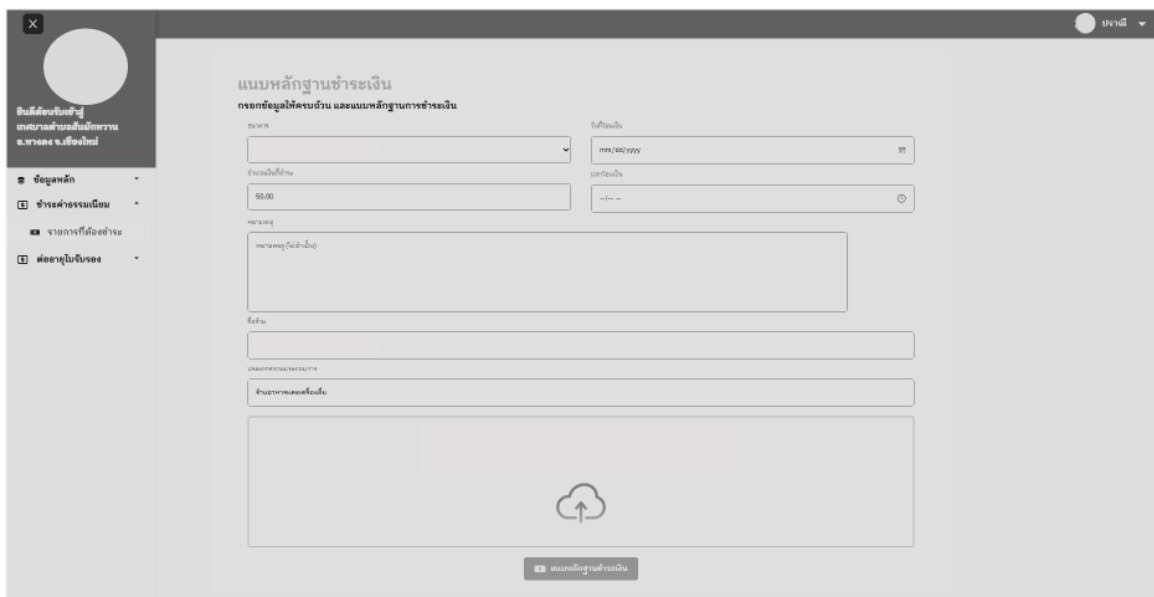 ปราณี
ยินดีต้อนรับเข้าสู่
เทศบาลตำบลสันผักหวาน
อ.หางดง จ.เชียงใหม่
ข้อมูลหลัก
ชำระค่าธรรมเนียม
รายการที่ต้องชำระ
ต่ออายุใบรับรอง
แนบหลักฐานชำระเงิน
กรอกข้อมูลให้ครบถ้วน และแนบหลักฐานการชำระเงิน
ธนาคาร
วันที่โอนเงิน
mm/dd/yyyy
จำนวนเงินที่ชำระ
เวลาโอนเงิน
50.00
--:-- --
หมายเหตุ
หมายเหตุ (ไม่จำเป็น)
ชื่อร้าน
ประเภทสถานประกอบการ
ร้านอาหารและเครื่องดื่ม
แนบหลักฐานชำระเงิน